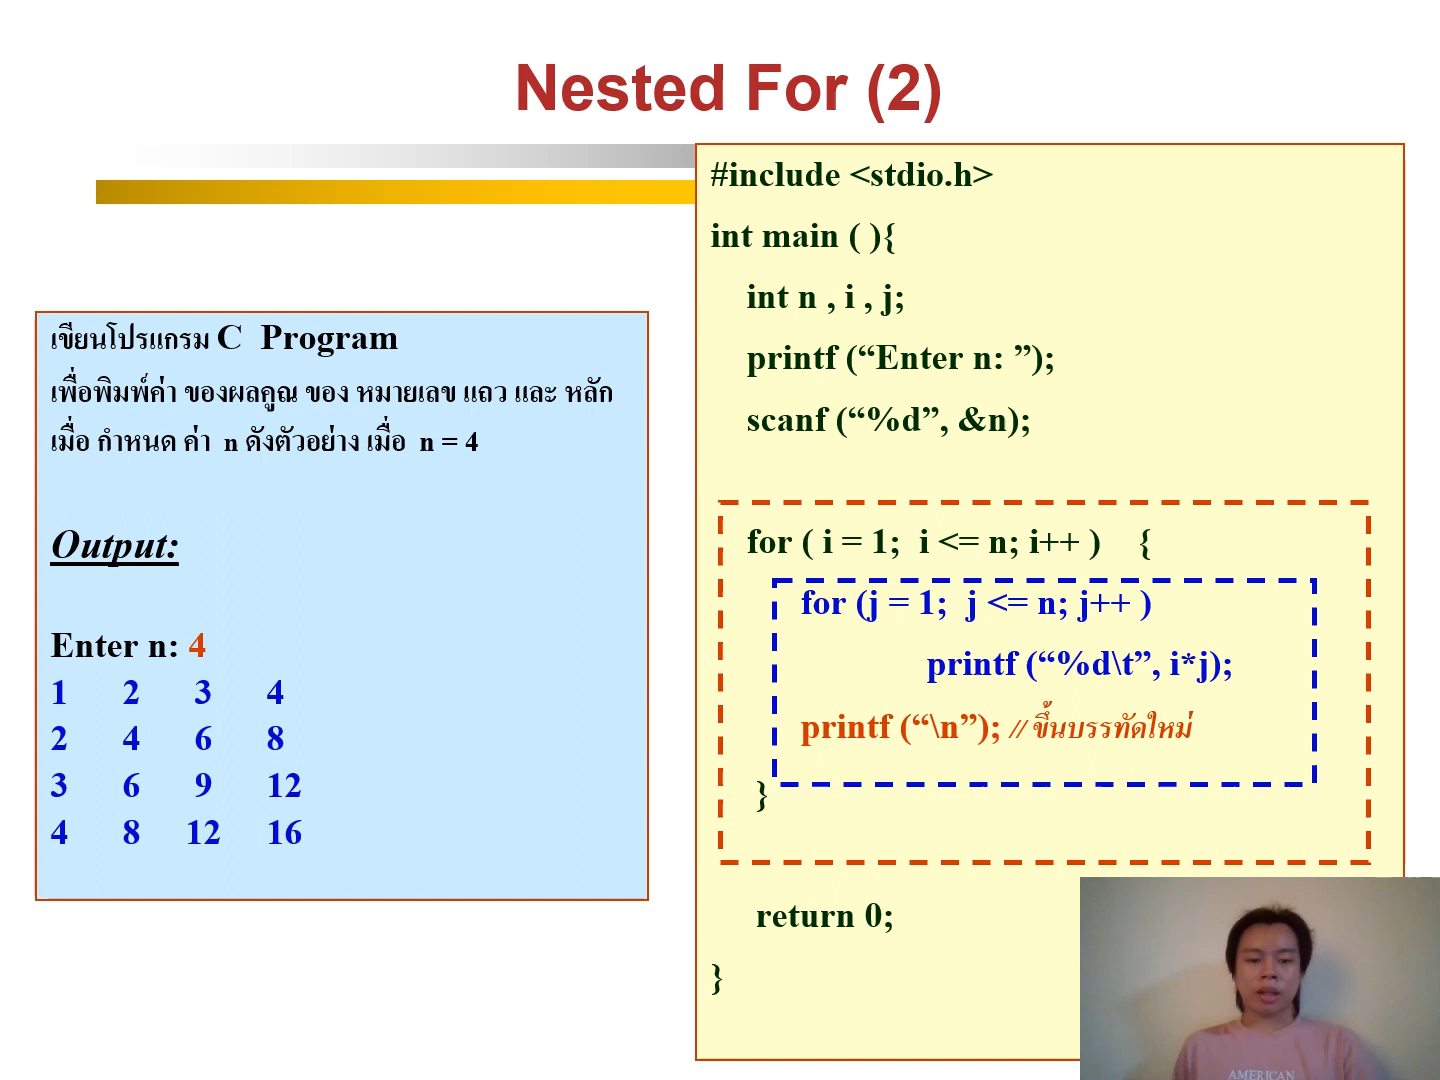 Nested For (2)
เขียนโปรแกรม C Program
เพื่อพิมพ์ค่า ของผลคูณ ของ หมายเลข แถว และ หลัก
เมื่อ กำหนด ค่า n ดังตัวอย่าง เมื่อ n = 4
Output:
Enter n: 4
1 2 3 4
2 4 6 8
3 6 9 12
4 8 12 16
#include <stdio.h>
int main ( ){
int n , i , j;
printf (“Enter n: ”);
scanf (“%d”, &n);
for ( i = 1; i <= n; i++ ) {
for (j = 1; j <= n; j++ )
printf (“%d\t”, i*j);
printf (“\n”); // ขึ้นบรรทัดใหม่
}
return 0;
}
AMERICAN